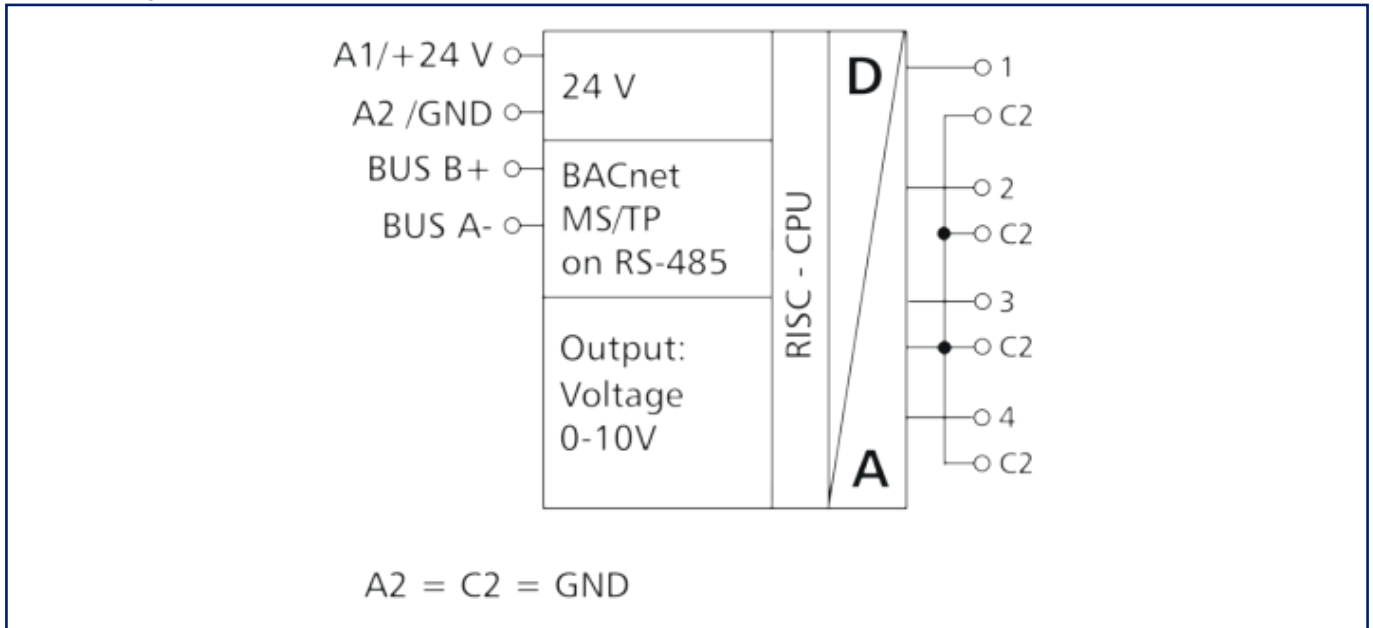 A1/+24 V
A2 /GND
BUS B+
BUS A-
24 V
BACnet
MS/TP
on RS-485
Output:
Voltage
0-10V
RISC - CPU
D
A
1
C2
2
C2
3
C2
4
C2
A2 = C2 = GND